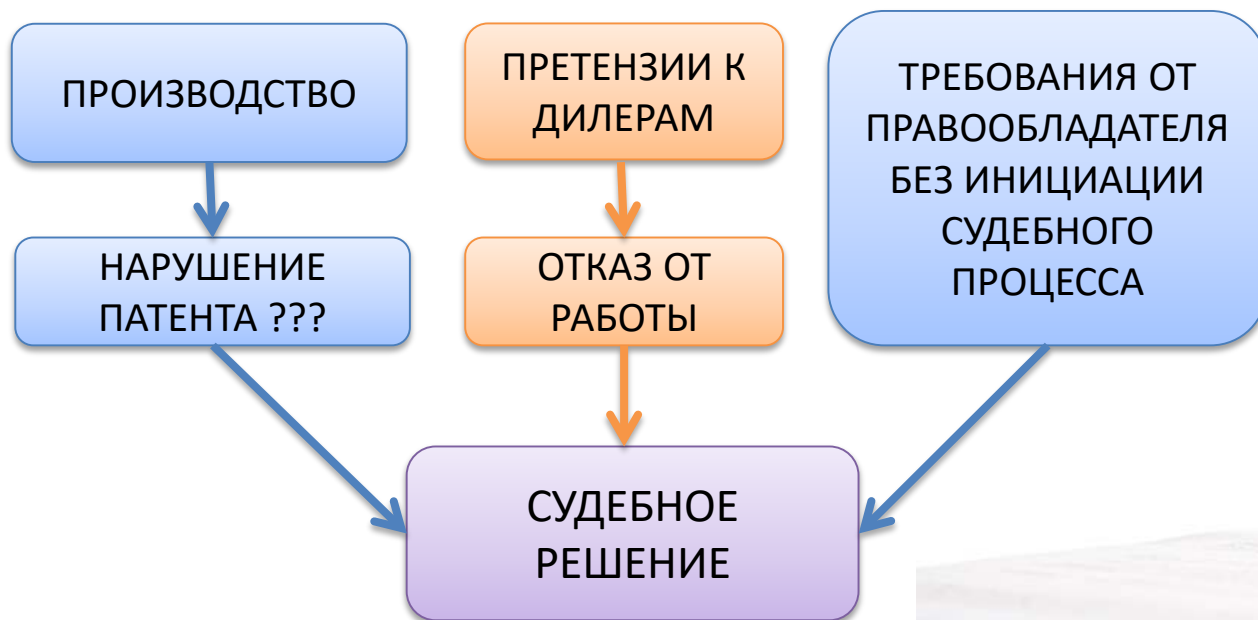 ПРОИЗВОДСТВО
НАРУШЕНИЕ
ПАТЕНТА ???
ПРЕТЕНЗИИ К
ДИЛЕРАМ
ОТКАЗ ОТ
РАБОТЫ
ТРЕБОВАНИЯ ОТ
ПРАВООБЛАДАТЕЛЯ
БЕЗ ИНИЦИАЦИИ
СУДЕБНОГО
ПРОЦЕССА
СУДЕБНОЕ
РЕШЕНИЕ